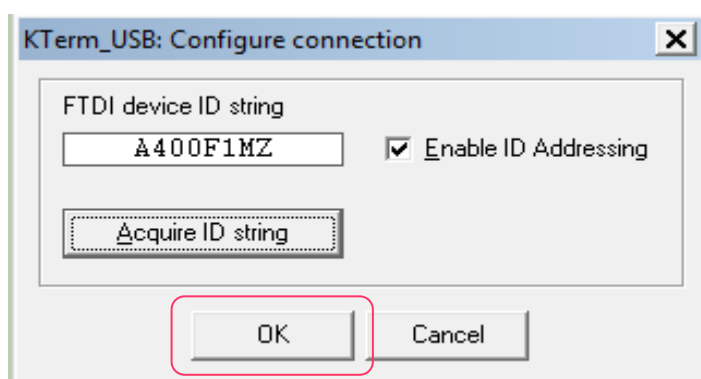 KTerm_USB: Configure connection
FTDI device ID string
A400F1MZ
Enable ID Addressing
Acquire ID string
OK
Cancel